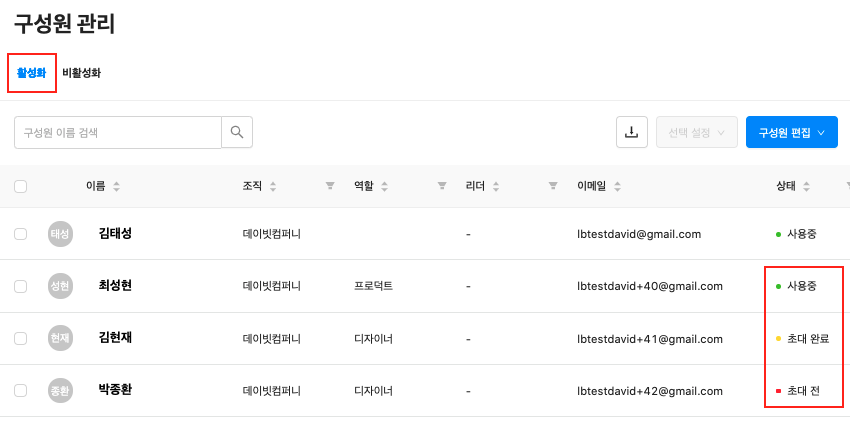 구성원 관리
활성화 비활성화
구성원 이름 검색 선택 설정 구성원 편집
이름 조직 역할 리더 이메일 상태
태성 김태성 데이빗컴퍼니 - lbtestdavid@gmail.com 사용중
성현 최성현 데이빗컴퍼니 프로덕트 - lbtestdavid+40@gmail.com 사용중
현재 김현재 데이빗컴퍼니 디자이너 - lbtestdavid+41@gmail.com 초대 완료
종환 박종환 데이빗컴퍼니 디자이너 - lbtestdavid+42@gmail.com 초대 전